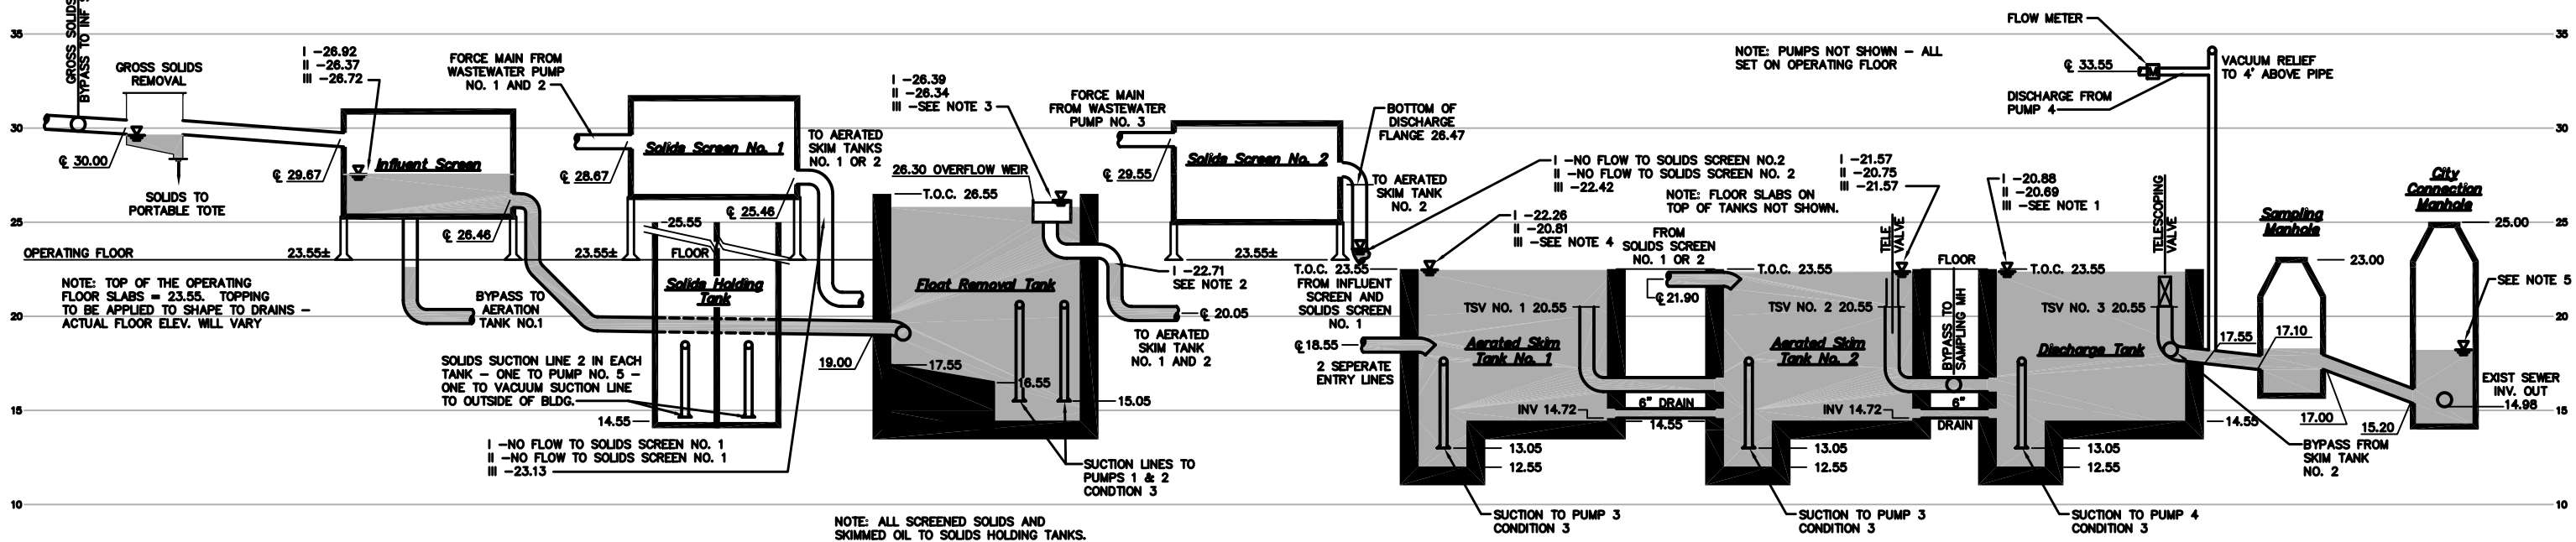 35
GROSS SOLIDS
BYPASS TO INF
GROSS SOLIDS
REMOVAL
30
℄ 30.00
SOLIDS TO
PORTABLE TOTE
I -26.92
II -26.37
III -26.72
℄ 29.67
Influent Screen
℄ 26.46
25
OPERATING FLOOR
23.55±
NOTE: TOP OF THE OPERATING
FLOOR SLABS = 23.55. TOPPING
TO BE APPLIED TO SHAPE TO DRAINS -
ACTUAL FLOOR ELEV. WILL VARY
BYPASS TO
AERATION
TANK NO.1
20
15
10
FORCE MAIN FROM
WASTEWATER PUMP
NO. 1 AND 2
℄ 28.67
Solids Screen No. 1
TO AERATED
SKIM TANKS
NO. 1 OR 2
℄ 25.46
25.55
23.55±
FLOOR
Solids Holding
Tank
SOLIDS SUCTION LINE 2 IN EACH
TANK - ONE TO PUMP NO. 5 -
ONE TO VACUUM SUCTION LINE
TO OUTSIDE OF BLDG.
14.55
I -NO FLOW TO SOLIDS SCREEN NO. 1
II -NO FLOW TO SOLIDS SCREEN NO. 1
III -23.13
I -26.39
II -26.34
III -SEE NOTE 3
26.30 OVERFLOW WEIR
T.O.C. 26.55
Float Removal Tank
19.00
17.55
16.55
15.05
SUCTION LINES TO
PUMPS 1 & 2
CONDTION 3
NOTE: ALL SCREENED SOLIDS AND
SKIMMED OIL TO SOLIDS HOLDING TANKS.
I -22.71
SEE NOTE 2
℄ 20.05
TO AERATED
SKIM TANK
NO. 1 AND 2
FORCE MAIN
FROM WASTEWATER
PUMP NO. 3
℄ 29.55
Solids Screen No. 2
23.55±
BOTTOM OF
DISCHARGE
FLANGE 26.47
TO AERATED
SKIM TANK
NO. 2
I -NO FLOW TO SOLIDS SCREEN NO.2
II -NO FLOW TO SOLIDS SCREEN NO. 2
III -22.42
I -22.26
II -20.81
III -SEE NOTE 4
T.O.C. 23.55
FROM INFLUENT
SCREEN AND
SOLIDS SCREEN
NO. 1
℄ 18.55
2 SEPERATE
ENTRY LINES
TSV NO. 1 20.55
Aerated Skim
Tank No. 1
INV 14.72
13.05
12.55
SUCTION TO PUMP 3
CONDITION 3
NOTE: PUMPS NOT SHOWN - ALL
SET ON OPERATING FLOOR
NOTE: FLOOR SLABS ON
TOP OF TANKS NOT SHOWN.
FROM
SOLIDS SCREEN
NO. 1 OR 2
℄ 21.90
6" DRAIN
14.55
I -21.57
II -20.75
III -21.57
TELE
VALVE
T.O.C. 23.55
TSV NO. 2 20.55
Aerated Skim
Tank No. 2
INV 14.72
13.05
12.55
SUCTION TO PUMP 3
CONDITION 3
FLOOR
BYPASS TO
SAMPLING MH
6"
DRAIN
I -20.88
II -20.69
III -SEE NOTE 1
T.O.C. 23.55
TELESCOPING
VALVE
TSV NO. 3 20.55
Discharge Tank
13.05
12.55
SUCTION TO PUMP 4
CONDITION 3
FLOW METER
M
℄ 33.55
DISCHARGE FROM
PUMP 4
VACUUM RELIEF
TO 4' ABOVE PIPE
17.55
14.55
BYPASS FROM
SKIM TANK
NO. 2
Sampling
Manhole
23.00
17.10
17.00
City
Connection
Manhole
25.00
SEE NOTE 5
EXIST SEWER
INV. OUT
14.98
15.20
35
30
25
20
15
10